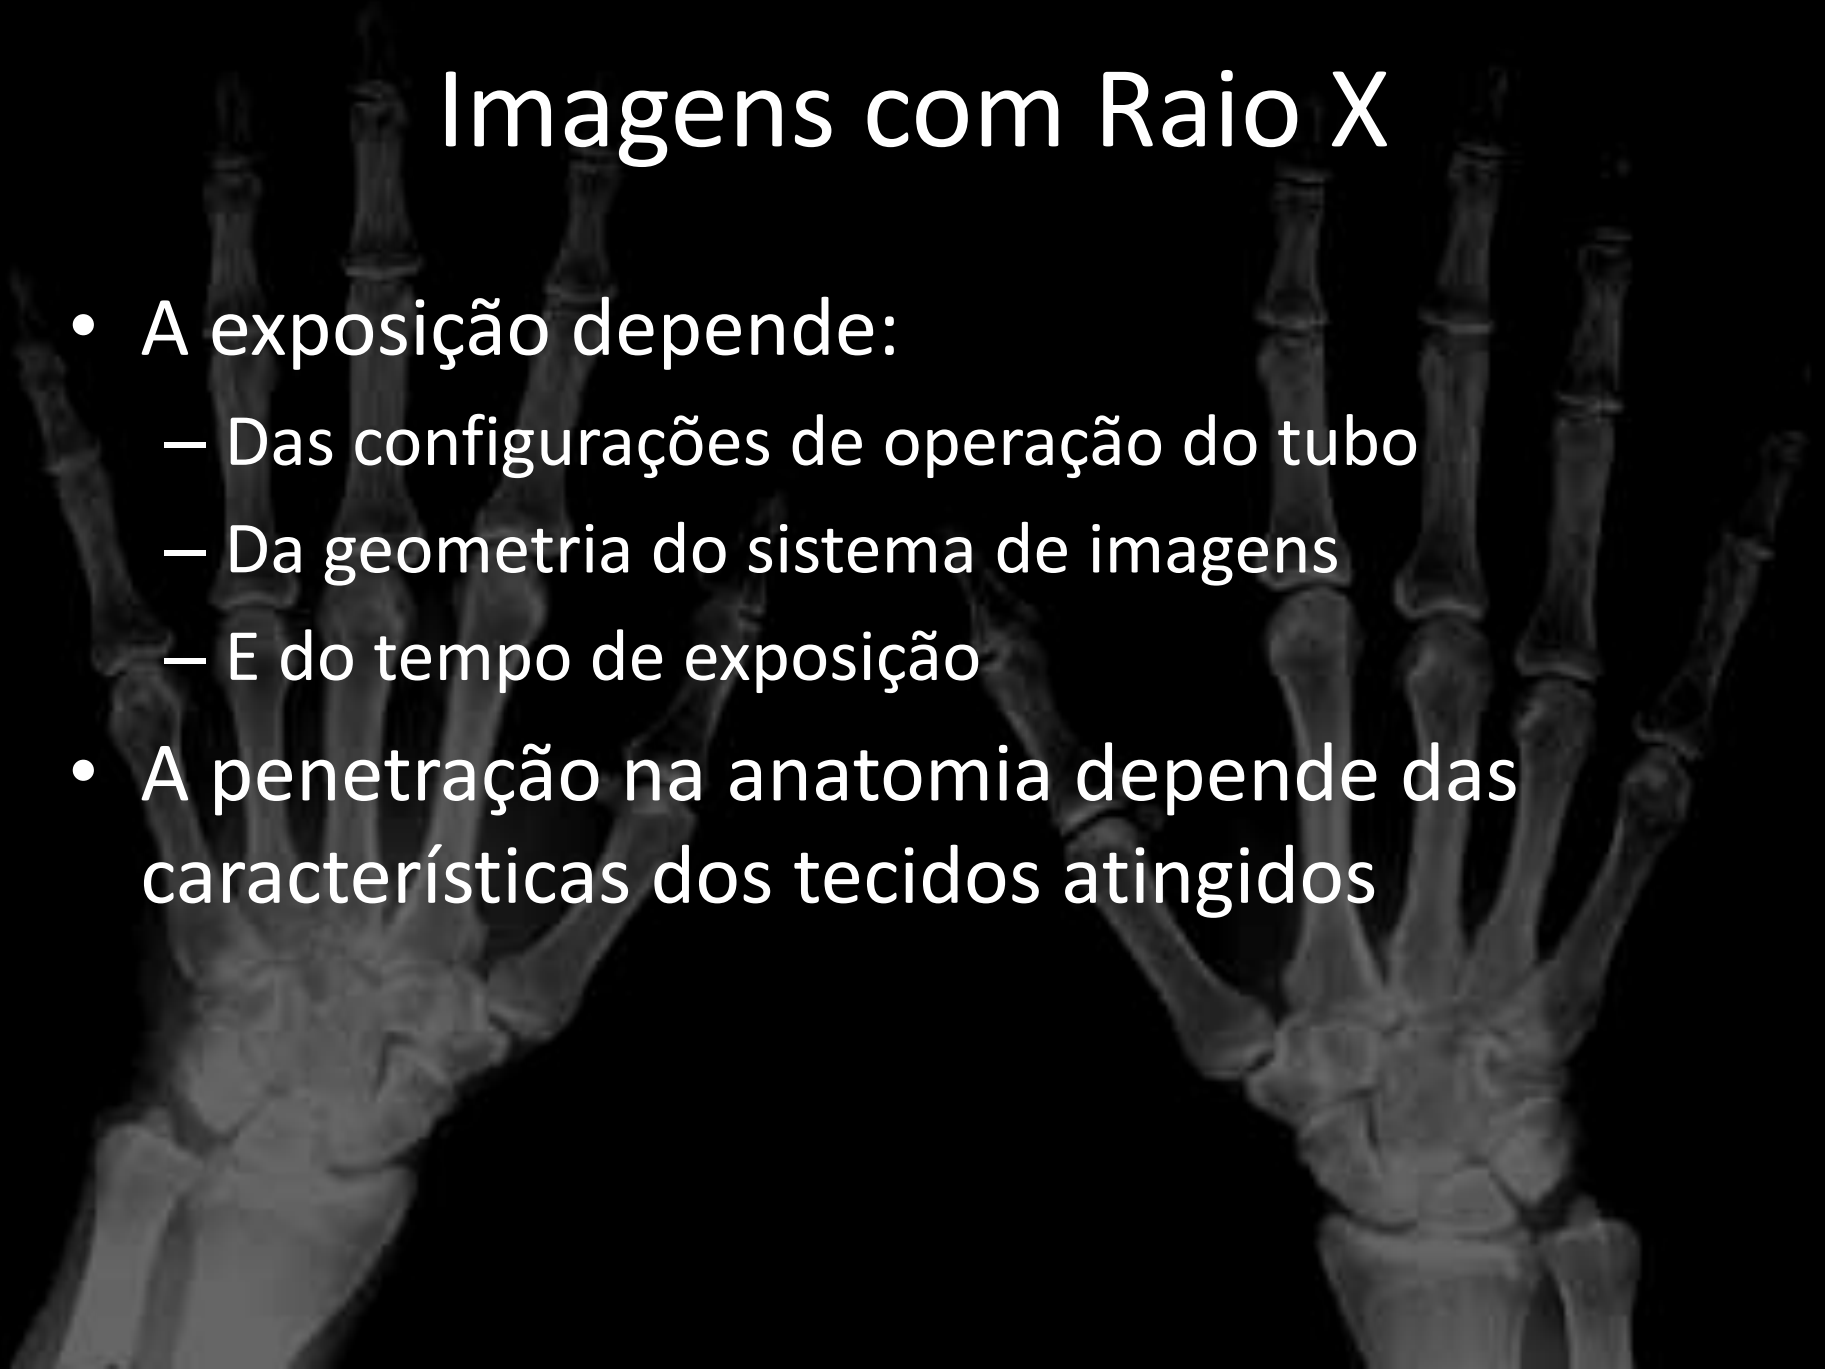 Imagens com Raio X
• A exposição depende:
– Das configurações de operação do tubo
– Da geometria do sistema de imagens
– E do tempo de exposição
• A penetração na anatomia depende das
características dos tecidos atingidos